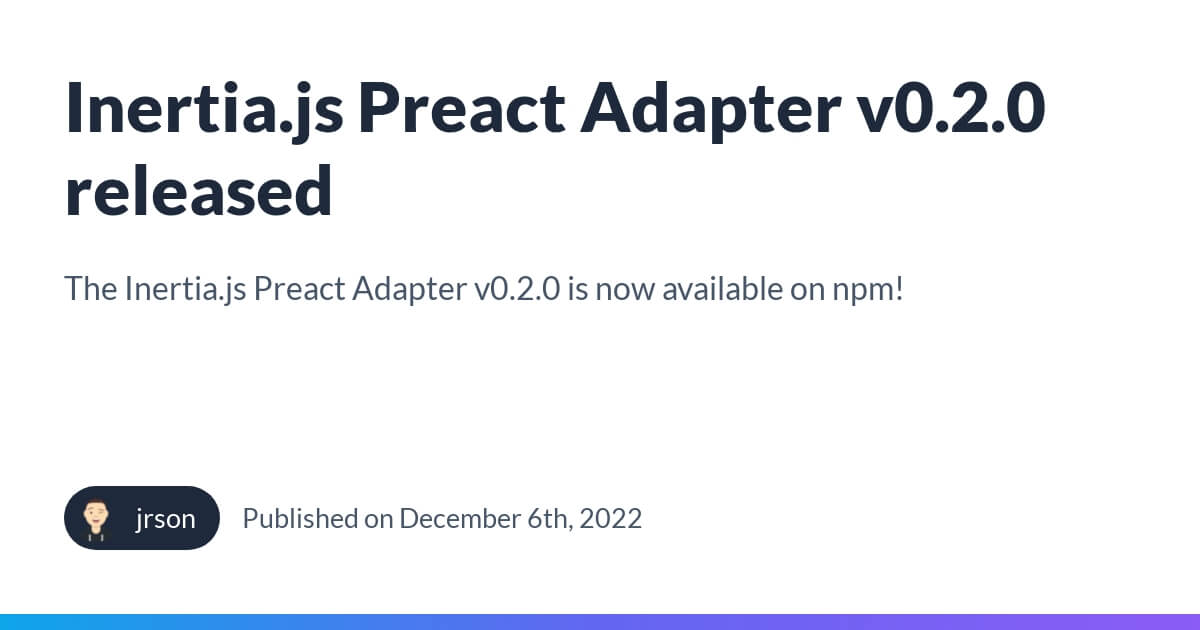 Inertia.js Preact Adapter v0.2.0
released
The Inertia.js Preact Adapter v0.2.0 is now available on npm!
jrson Published on December 6th, 2022